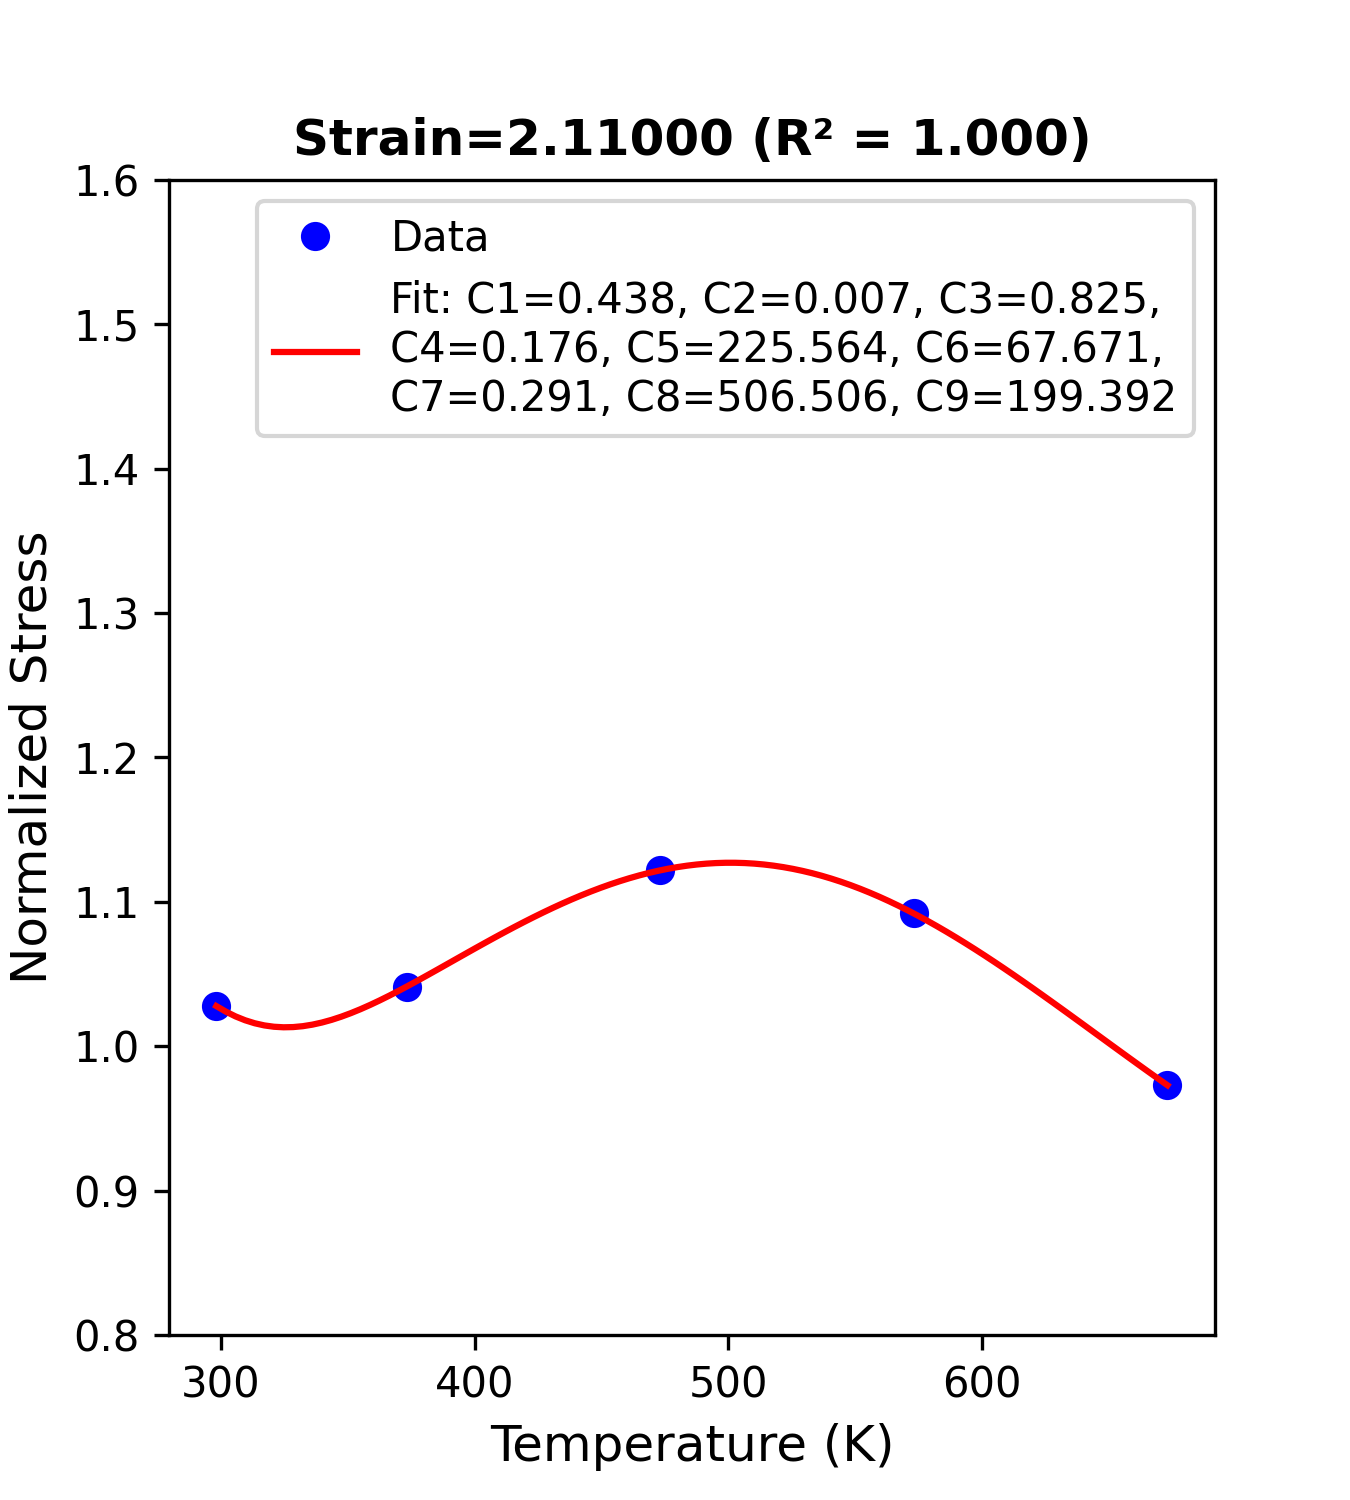 Strain=2.11000 (R² = 1.000)
1.6
1.5
1.4
1.3
1.2
1.1
1.0
0.9
0.8
Data
Fit: C1=0.438, C2=0.007, C3=0.825,
C4=0.176, C5=225.564, C6=67.671,
C7=0.291, C8=506.506, C9=199.392
Normalized Stress
300 400 500 600
Temperature (K)